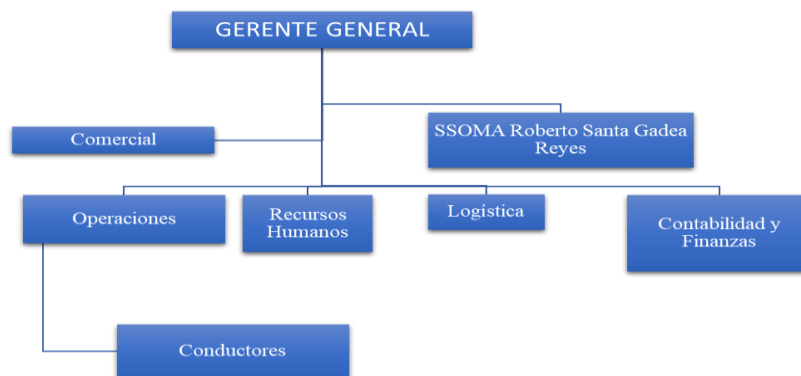 GERENTE GENERAL
Comercial
SSOMA Roberto Santa Gadea
Reyes
Operaciones
Recursos
Humanos
Logística
Contabilidad y
Finanzas
Conductores